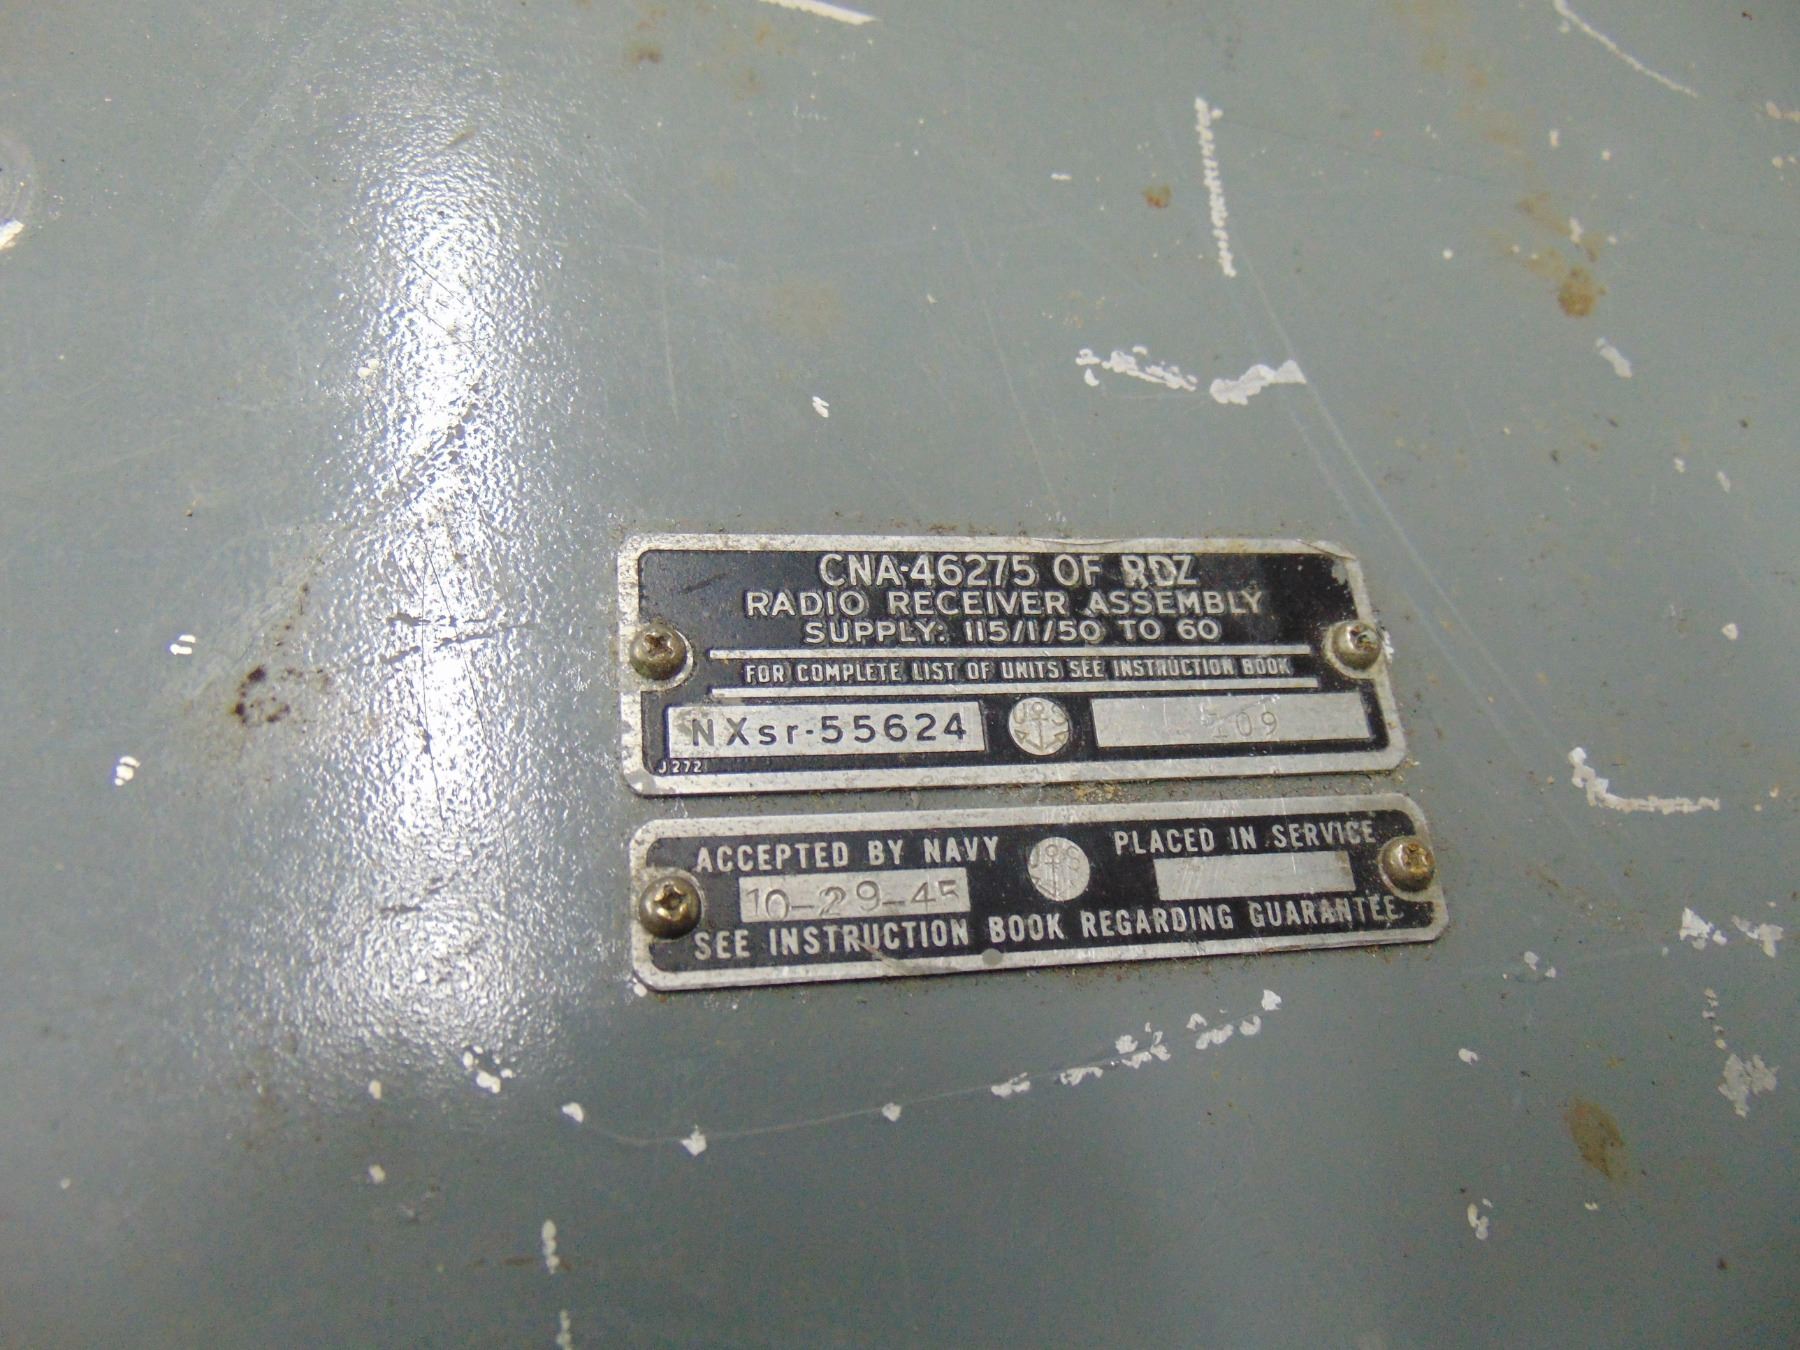 CNA-46275 OF RDZ
RADIO RECEIVER ASSEMBLY
SUPPLY: 115/1/50 TO 60
FOR COMPLETE LIST OF UNITS SEE INSTRUCTION BOOK
NXsr-55624 U S 109
J272
ACCEPTED BY NAVY U S PLACED IN SERVICE
10-29-45
SEE INSTRUCTION BOOK REGARDING GUARANTEE